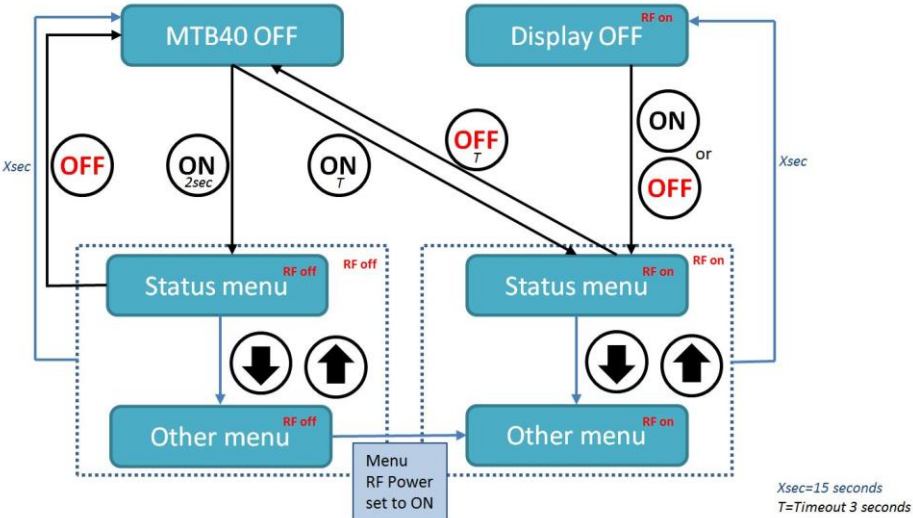 MTB40 OFF
RF on
Display OFF
Xsec
OFF
ON
2sec
ON
T
OFF
T
ON
or
OFF
Xsec
RF off
Status menu
RF off
RF on
Status menu
RF on
RF off
Other menu
RF on
Other menu
Menu
RF Power
set to ON
Xsec=15 seconds
T=Timeout 3 seconds